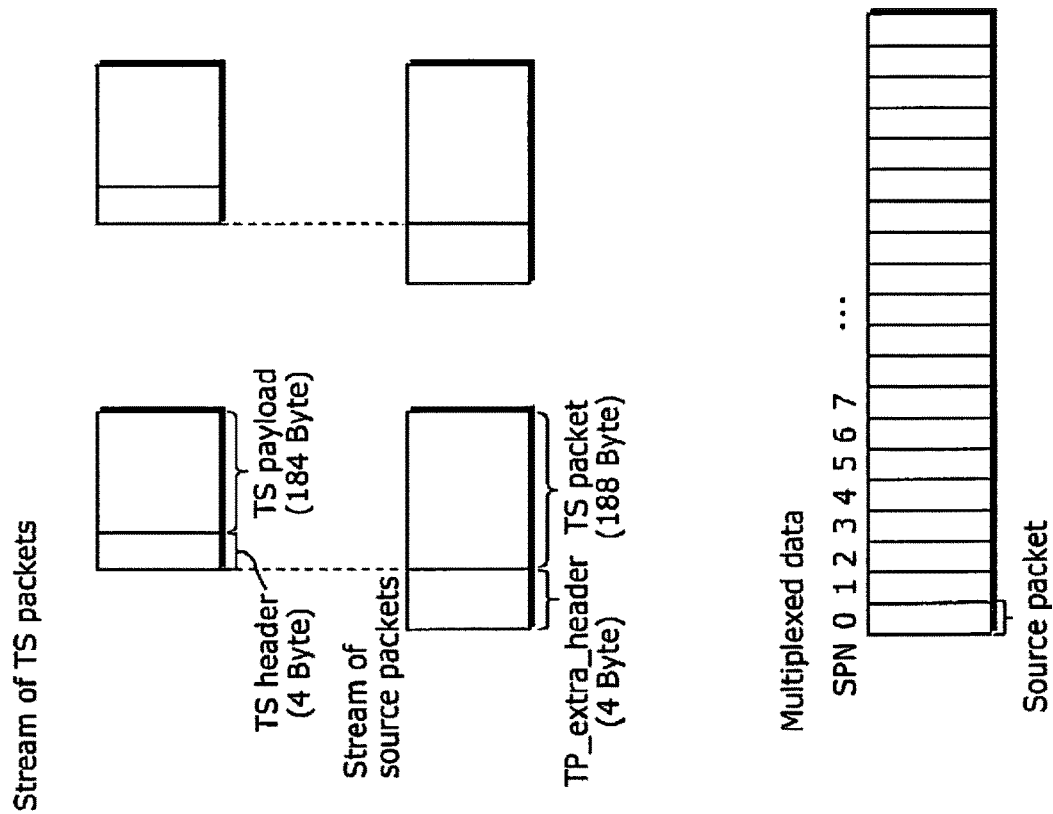 Stream of TS packets
TS header
(4 Byte)
TS payload
(184 Byte)
Stream of
source packets
TP_extra_header
(4 Byte)
TS packet
(188 Byte)
Multiplexed data
SPN 0 1 2 3 4 5 6 7 ...
Source packet